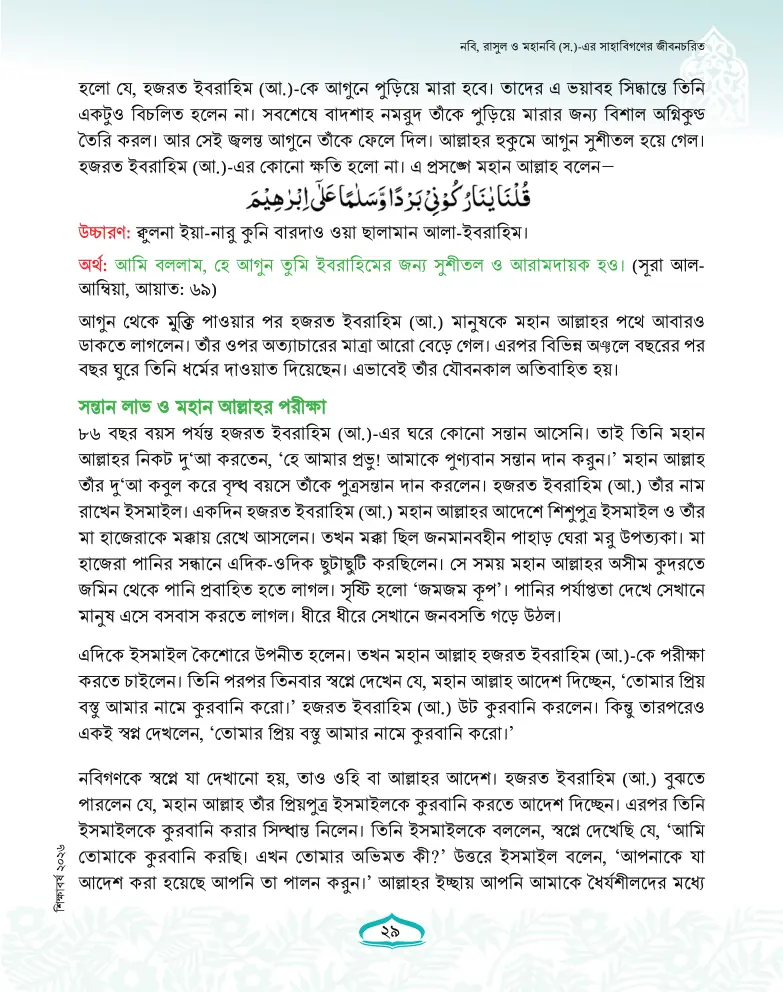 নবি, রাসুল ও মহানবি (স.)-এর সাহাবিগণের জীবনচরিত
হলো যে, হজরত ইবরাহিম (আ.)-কে আগুনে পুড়িয়ে মারা হবে। তাদের এ ভয়াবহ সিদ্ধান্তে তিনি
একটুও বিচলিত হলেন না। সবশেষে বাদশাহ নমরুদ তাঁকে পুড়িয়ে মারার জন্য বিশাল অগ্নিকুন্ড
তৈরি করল। আর সেই জ্বলন্ত আগুনে তাঁকে ফেলে দিল। আল্লাহর হুকুমে আগুন সুশীতল হয়ে গেল।
হজরত ইবরাহিম (আ.)-এর কোনো ক্ষতি হলো না। এ প্রসঙ্গে মহান আল্লাহ বলেন–
قُلْنَا يٰنَارُ كُوْنِيْ بَرْدًا وَّسَلٰمًا عَلٰٓى اِبْرٰهِيْمَ
উচ্চারণ: কুলনা ইয়া-নারু কুনি বারদাও ওয়া ছালামান আলা-ইবরাহিম।
অর্থ: আমি বললাম, হে আগুন তুমি ইবরাহিমের জন্য সুশীতল ও আরামদায়ক হও। (সূরা আল-
আম্বিয়া, আয়াত: ৬৯)
আগুন থেকে মুক্তি পাওয়ার পর হজরত ইবরাহিম (আ.) মানুষকে মহান আল্লাহর পথে আবারও
ডাকতে লাগলেন। তাঁর ওপর অত্যাচারের মাত্রা আরো বেড়ে গেল। এরপর বিভিন্ন অঞ্চলে বছরের পর
বছর ঘুরে তিনি ধর্মের দাওয়াত দিয়েছেন। এভাবেই তাঁর যৌবনকাল অতিবাহিত হয়।
সন্তান লাভ ও মহান আল্লাহর পরীক্ষা
৮৬ বছর বয়স পর্যন্ত হজরত ইবরাহিম (আ.)-এর ঘরে কোনো সন্তান আসেনি। তাই তিনি মহান
আল্লাহর নিকট দু‘আ করতেন, ‘হে আমার প্রভু! আমাকে পুণ্যবান সন্তান দান করুন।’ মহান আল্লাহ
তাঁর দু‘আ কবুল করে বৃদ্ধ বয়সে তাঁকে পুত্রসন্তান দান করলেন। হজরত ইবরাহিম (আ.) তাঁর নাম
রাখেন ইসমাইল। একদিন হজরত ইবরাহিম (আ.) মহান আল্লাহর আদেশে শিশুপুত্র ইসমাইল ও তাঁর
মা হাজেরাকে মক্কায় রেখে আসলেন। তখন মক্কা ছিল জনমানবহীন পাহাড় ঘেরা মরু উপত্যকা। মা
হাজেরা পানির সন্ধানে এদিক-ওদিক ছুটাছুটি করছিলেন। সে সময় মহান আল্লাহর অসীম কুদরতে
জমিন থেকে পানি প্রবাহিত হতে লাগল। সৃষ্টি হলো ‘জমজম কূপ’। পানির পর্যাপ্ততা দেখে সেখানে
মানুষ এসে বসবাস করতে লাগল। ধীরে ধীরে সেখানে জনবসতি গড়ে উঠল।
এদিকে ইসমাইল কৈশোরে উপনীত হলেন। তখন মহান আল্লাহ হজরত ইবরাহিম (আ.)-কে পরীক্ষা
করতে চাইলেন। তিনি পরপর তিনবার স্বপ্নে দেখেন যে, মহান আল্লাহ আদেশ দিচ্ছেন, ‘তোমার প্রিয়
বস্তু আমার নামে কুরবানি করো।’ হজরত ইবরাহিম (আ.) উট কুরবানি করলেন। কিন্তু তারপরেও
একই স্বপ্ন দেখলেন, ‘তোমার প্রিয় বস্তু আমার নামে কুরবানি করো।’
নবিগণকে স্বপ্নে যা দেখানো হয়, তাও ওহি বা আল্লাহর আদেশ। হজরত ইবরাহিম (আ.) বুঝতে
পারলেন যে, মহান আল্লাহ তাঁর প্রিয়পুত্র ইসমাইলকে কুরবানি করতে আদেশ দিচ্ছেন। এরপর তিনি
ইসমাইলকে কুরবানি করার সিদ্ধান্ত নিলেন। তিনি ইসমাইলকে বললেন, স্বপ্নে দেখেছি যে, ‘আমি
তোমাকে কুরবানি করছি। এখন তোমার অভিমত কী?’ উত্তরে ইসমাইল বলেন, ‘আপনাকে যা
আদেশ করা হয়েছে আপনি তা পালন করুন।’ আল্লাহর ইচ্ছায় আপনি আমাকে ধৈর্যশীলদের মধ্যে
শিক্ষাবর্ষ ২০২৬
২৯